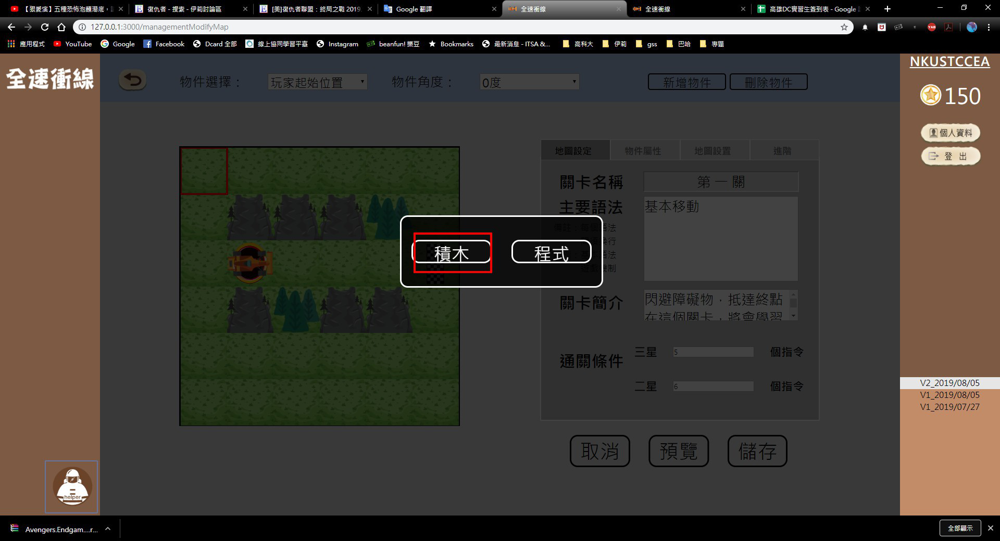 【狠愛演】五種恐怖泡麵湯底，
復仇者 - 搜索 - 伊莉討論區
[美]復仇者聯盟：終局之戰 2019.
Google 翻譯
全速衝線
全速衝線
高雄DC實習生簽到表 - Google
127.0.0.1:3000/managementModifyMap
應用程式
YouTube
Google
Facebook
Dcard 全部
線上協同學習平臺
Instagram
beanfun! 樂豆
Bookmarks
最新消息 - ITSA &...
高科大
伊莉
gss
巴哈
專題
全速衝線
物件選擇：
玩家起始位置
物件角度：
0度
新增物件
刪除物件
NKUSTCCEA
150
個人資料
登 出
地圖設定
物件屬性
地圖設置
進階
關卡名稱
第一關
主要語法
基本移動
積木
程式
關卡簡介
閃避障礙物，抵達終點
在這個關卡，將會學習
通關條件
三星
5
個指令
二星
6
個指令
取消
預覽
儲存
V2_2019/08/05
V1_2019/08/05
V1_2019/07/27
helper
Avengers.Endgam....r...
全部顯示